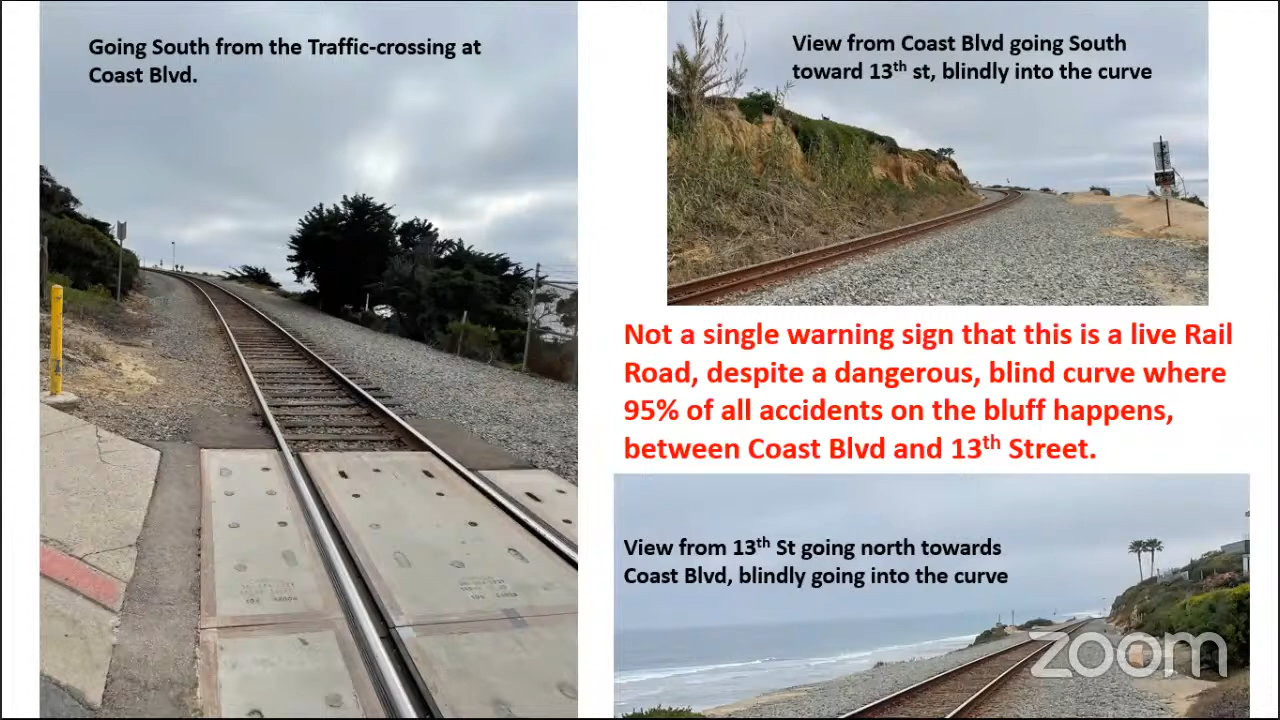 Going South from the Traffic-crossing at
Coast Blvd.
View from Coast Blvd going South
toward 13th st, blindly into the curve
Not a single warning sign that this is a live Rail
Road, despite a dangerous, blind curve where
95% of all accidents on the bluff happens,
between Coast Blvd and 13th Street.
View from 13th St going north towards
Coast Blvd, blindly going into the curve
zoom